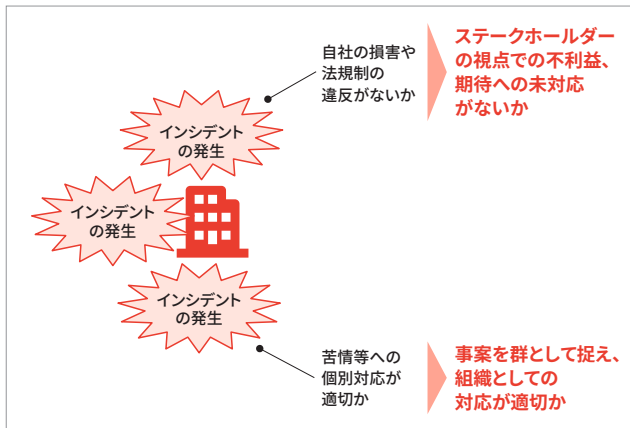 自社の損害や
法規制の
違反がないか
ステークホールダー
の視点での不利益、
期待への未対応
がないか
インシデント
の発生
インシデント
の発生
インシデント
の発生
苦情等への
個別対応が
適切か
事案を群として捉え、
組織としての
対応が適切か